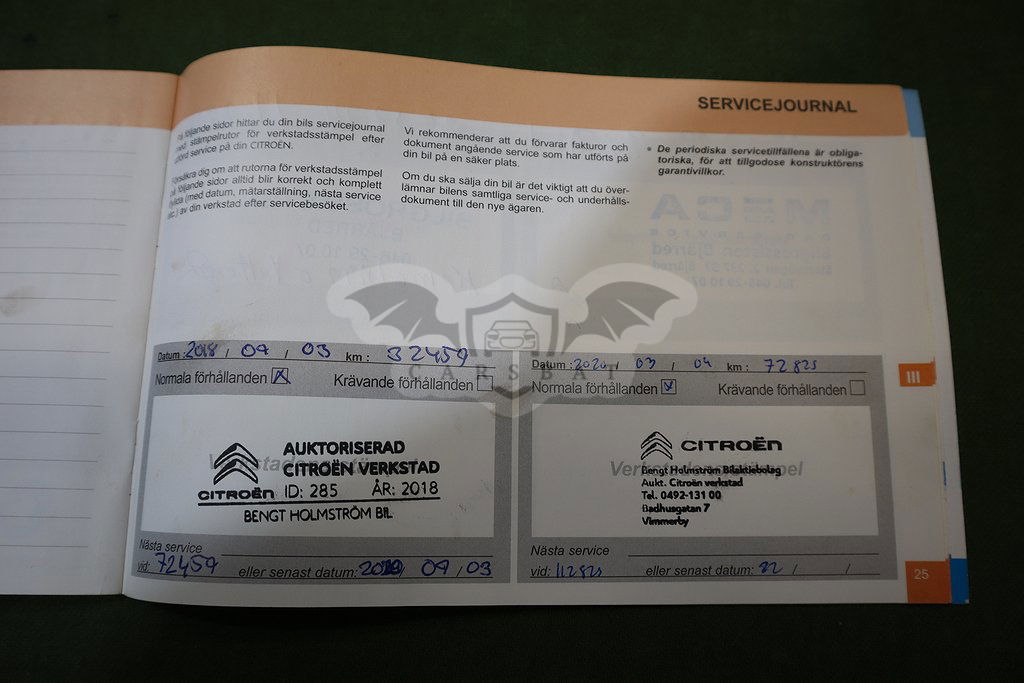 SERVICEJOURNAL
följande sidor hittar du din bils servicejournal
med stämpelrutor för verkstadsstämpel efter
utförd service på din CITROËN.
Försäkra dig om att rutorna för verkstadsstämpel
på följande sidor alltid blir korrekt och komplett
ifyllda (med datum, mätarställning, nästa service
etc.) av din verkstad efter servicebesöket.
Vi rekommenderar att du förvarar fakturor och
dokument angående service som har utförts på
din bil på en säker plats.
Om du ska sälja din bil är det viktigt att du över-
lämnar bilens samtliga service- och underhålls-
dokument till den nye ägaren.
• De periodiska servicetillfällena är obliga-
toriska, för att tillgodose konstruktörens
garantivillkor.
CARSBAT
Datum : 2018 / 09 / 03 km : 32459
Normala förhållanden ☒ Krävande förhållanden ☐
AUKTORISERAD
CITROËN VERKSTAD
CITROËN ID: 285 ÅR: 2018
BENGT HOLMSTRÖM BIL
Nästa service
vid: 72459 eller senast datum: 09 / 03
Datum : 2020 / 03 / 04 km : 72825
Normala förhållanden ☒ Krävande förhållanden ☐
CITROËN
Bengt Holmström Bilaktiebolag
Aukt. Citroën verkstad
Tel. 0492-131 00
Badhusgatan 7
Vimmerby
Nästa service
vid: 112825 eller senast datum: 22 / /
III
25